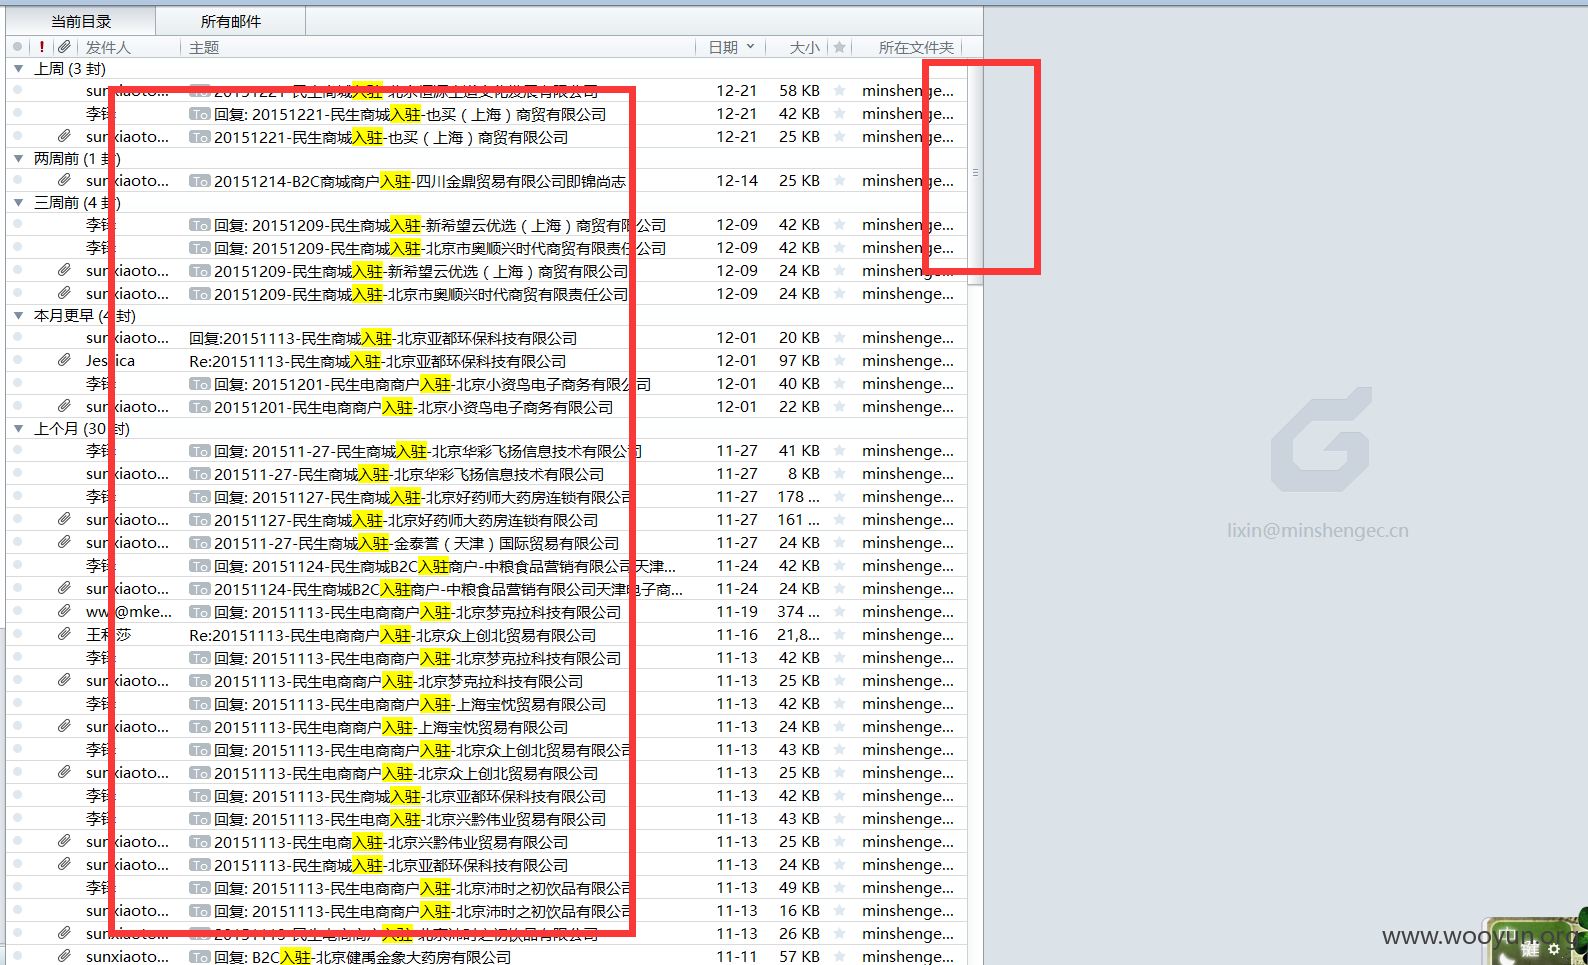 当前目录 所有邮件
! 发件人 主题 日期 大小 所在文件夹
上周 (3 封)
sunxiaoto... To 20151221-民生商城入驻-北京恒源上道文化发展有限公司 12-21 58 KB minshenge...
李铎 To 回复: 20151221-民生商城入驻-也买（上海）商贸有限公司 12-21 42 KB minshenge...
sunxiaoto... To 20151221-民生商城入驻-也买（上海）商贸有限公司 12-21 25 KB minshenge...
两周前 (1 封)
sunxiaoto... To 20151214-B2C商城商户入驻-四川金鼎贸易有限公司即锦尚志 12-14 25 KB minshenge...
三周前 (4 封)
李 To 回复: 20151209-民生商城入驻-新希望云优选（上海）商贸有限公司 12-09 42 KB minshenge...
李 To 回复: 20151209-民生商城入驻-北京市奥顺兴时代商贸有限责任公司 12-09 42 KB minshenge...
sunxiaoto... To 20151209-民生商城入驻-新希望云优选（上海）商贸有限公司 12-09 24 KB minshenge...
sunxiaoto... To 20151209-民生商城入驻-北京市奥顺兴时代商贸有限责任公司 12-09 24 KB minshenge...
本月更早 (4 封)
sunxiaoto... 回复:20151113-民生商城入驻-北京亚都环保科技有限公司 12-01 20 KB minshenge...
Jessica Re:20151113-民生商城入驻-北京亚都环保科技有限公司 12-01 97 KB minshenge...
李 To 回复: 20151201-民生电商商户入驻-北京小资鸟电子商务有限公司 12-01 40 KB minshenge...
sunxiaoto... To 20151201-民生电商商户入驻-北京小资鸟电子商务有限公司 12-01 22 KB minshenge...
上个月 (30 封)
李 To 回复: 201511-27-民生商城入驻-北京华彩飞扬信息技术有限公司 11-27 41 KB minshenge...
sunxiaoto... To 201511-27-民生商城入驻-北京华彩飞扬信息技术有限公司 11-27 8 KB minshenge...
李 To 回复: 20151127-民生商城入驻-北京好药师大药房连锁有限公司 11-27 178 ... minshenge...
sunxiaoto... To 20151127-民生商城入驻-北京好药师大药房连锁有限公司 11-27 161 ... minshenge...
sunxiaoto... To 201511-27-民生商城入驻-金泰誉（天津）国际贸易有限公司 11-27 24 KB minshenge...
李 To 回复: 20151124-民生商城B2C入驻商户-中粮食品营销有限公司天津... 11-24 42 KB minshenge...
sunxiaoto... To 20151124-民生商城B2C入驻商户-中粮食品营销有限公司天津电子商... 11-24 24 KB minshenge...
ww@mke... To 回复: 20151113-民生电商商户入驻-北京梦克拉科技有限公司 11-19 374 ... minshenge...
王莎 Re:20151113-民生电商商户入驻-北京众上创北贸易有限公司 11-16 21,8... minshenge...
李 To 回复: 20151113-民生电商商户入驻-北京梦克拉科技有限公司 11-13 42 KB minshenge...
sunxiaoto... To 20151113-民生电商商户入驻-北京梦克拉科技有限公司 11-13 25 KB minshenge...
李 To 回复: 20151113-民生电商商户入驻-上海宝忱贸易有限公司 11-13 42 KB minshenge...
sunxiaoto... To 20151113-民生电商商户入驻-上海宝忱贸易有限公司 11-13 24 KB minshenge...
李 To 回复: 20151113-民生电商商户入驻-北京众上创北贸易有限公司 11-13 43 KB minshenge...
sunxiaoto... To 20151113-民生电商商户入驻-北京众上创北贸易有限公司 11-13 25 KB minshenge...
李 To 回复: 20151113-民生商城入驻-北京亚都环保科技有限公司 11-13 42 KB minshenge...
李 To 回复: 20151113-民生电商入驻-北京兴黔伟业贸易有限公司 11-13 43 KB minshenge...
sunxiaoto... To 20151113-民生电商入驻-北京兴黔伟业贸易有限公司 11-13 25 KB minshenge...
sunxiaoto... To 20151113-民生商城入驻-北京亚都环保科技有限公司 11-13 24 KB minshenge...
李 To 回复: 20151113-民生电商商户入驻-北京沛时之初饮品有限公司 11-13 49 KB minshenge...
sunxiaoto... To 回复: 20151113-民生电商商户入驻-北京沛时之初饮品有限公司 11-13 16 KB minshenge...
sunxiaoto... To 20151113-民生电商商户入驻-北京沛时之初饮品有限公司 11-13 26 KB minshenge...
sunxiaoto... To 回复: B2C入驻-北京健禹金象大药房有限公司 11-11 57 KB minshenge...
lixin@minshengec.cn
www.wooyun.org